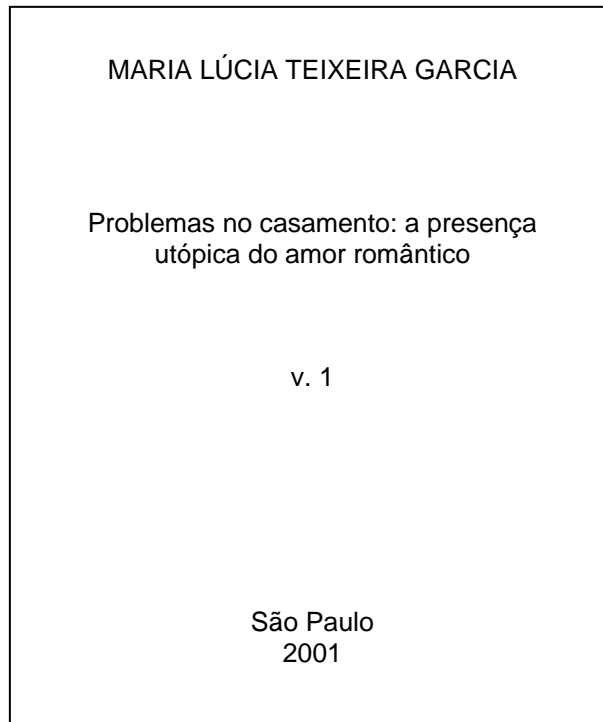 MARIA LÚCIA TEIXEIRA GARCIA
Problemas no casamento: a presença
utópica do amor romântico
v. 1
São Paulo
2001